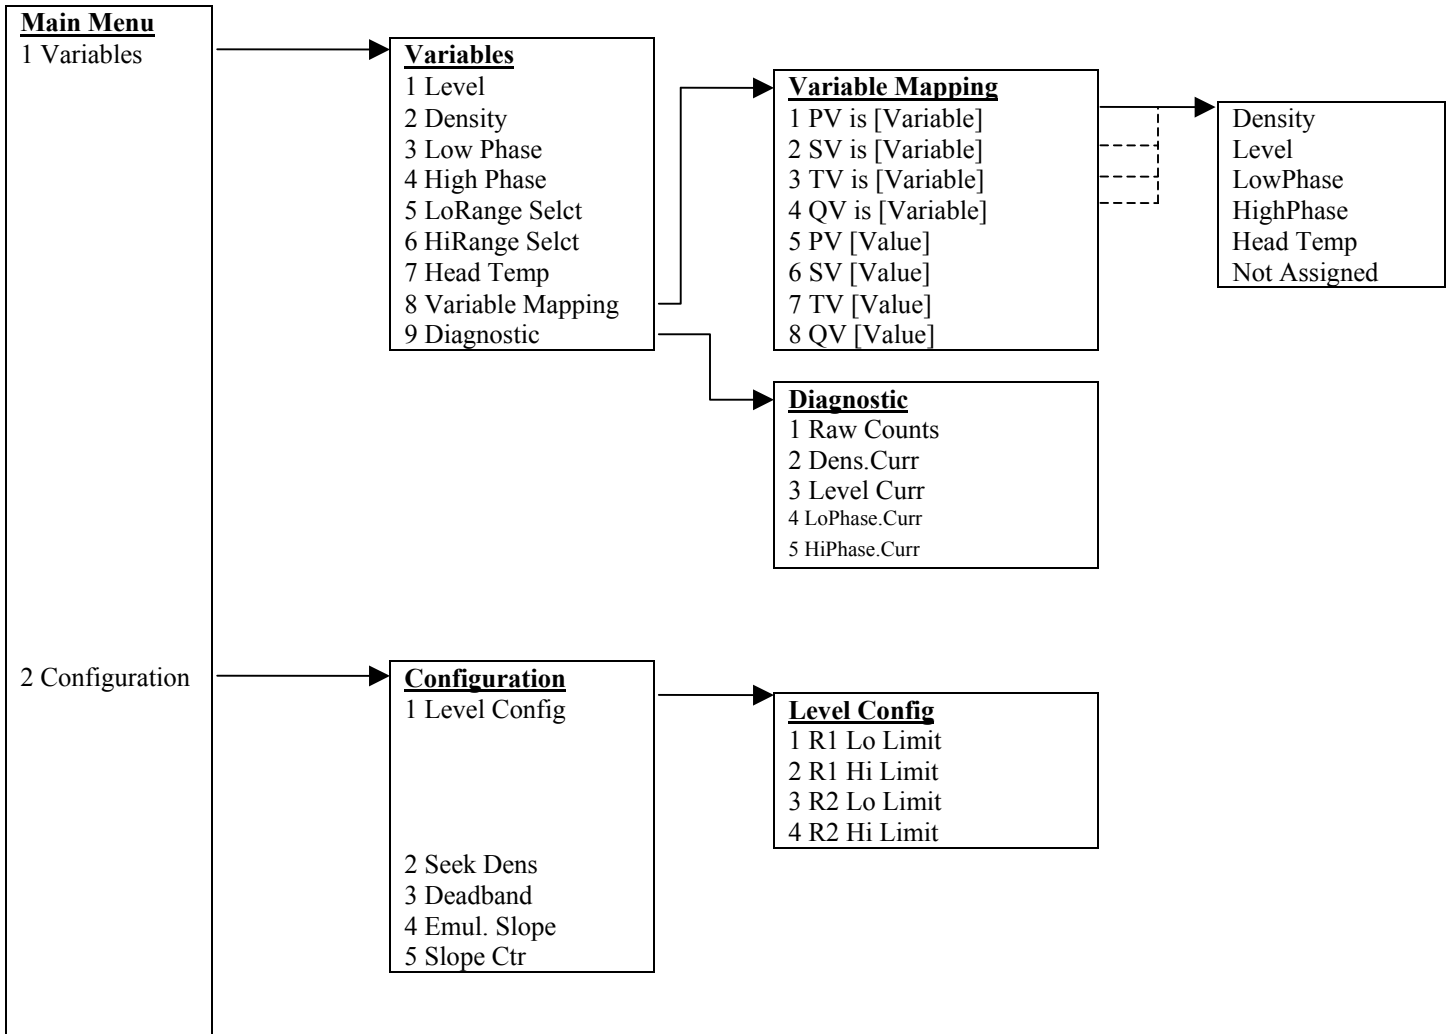 Main Menu
1 Variables
Variables
1 Level
2 Density
3 Low Phase
4 High Phase
5 LoRange Selct
6 HiRange Selct
7 Head Temp
8 Variable Mapping
9 Diagnostic
Variable Mapping
1 PV is [Variable]
2 SV is [Variable]
3 TV is [Variable]
4 QV is [Variable]
5 PV [Value]
6 SV [Value]
7 TV [Value]
8 QV [Value]
Density
Level
LowPhase
HighPhase
Head Temp
Not Assigned
Diagnostic
1 Raw Counts
2 Dens.Curr
3 Level Curr
4 LoPhase.Curr
5 HiPhase.Curr
2 Configuration
Configuration
1 Level Config
2 Seek Dens
3 Deadband
4 Emul. Slope
5 Slope Ctr
Level Config
1 R1 Lo Limit
2 R1 Hi Limit
3 R2 Lo Limit
4 R2 Hi Limit